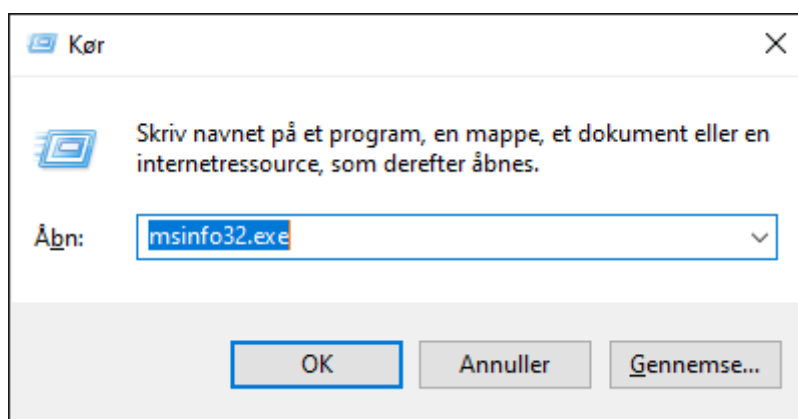 Kør
Skriv navnet på et program, en mappe, et dokument eller en
internetressource, som derefter åbnes.
Åbn: msinfo32.exe
OK Annuller Gennemse...